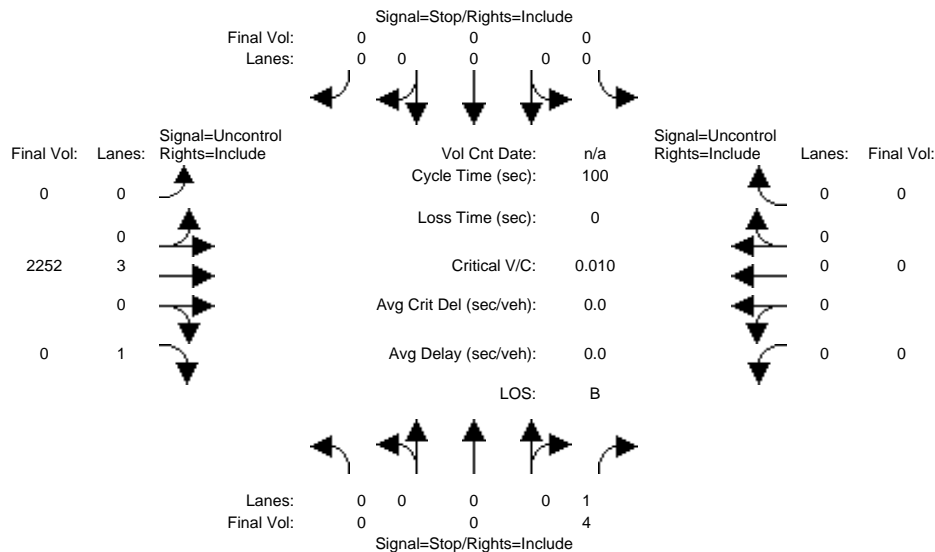 Signal=Stop/Rights=Include
Final Vol: 0 0 0
Lanes: 0 0 0 0 0
Signal=Uncontrol
Final Vol: Lanes: Rights=Include
Vol Cnt Date: n/a
Signal=Uncontrol
Rights=Include Lanes: Final Vol:
Cycle Time (sec): 100
0 0
0 0
Loss Time (sec): 0
0
0
2252 3
Critical V/C: 0.010
0 0
0
Avg Crit Del (sec/veh): 0.0
0
0 1
Avg Delay (sec/veh): 0.0
0 0
LOS: B
Lanes: 0 0 0 0 1
Final Vol: 0 0 4
Signal=Stop/Rights=Include